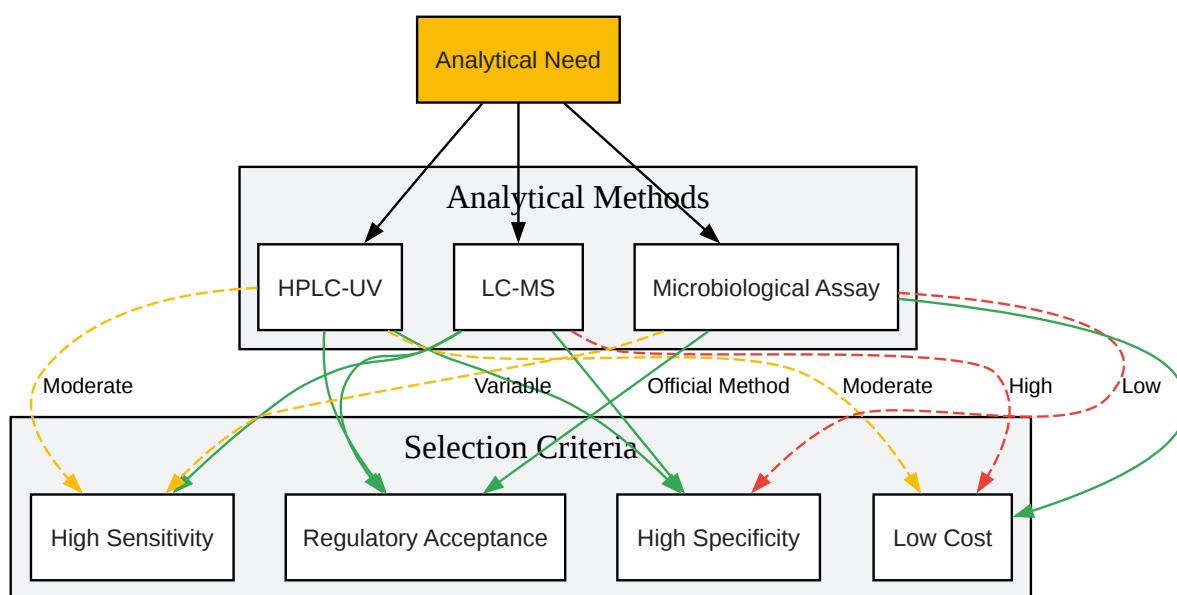 Analytical Need
Analytical Methods
HPLC-UV
LC-MS
Microbiological Assay
Moderate
Variable
Official Method
Moderate
High
Low
Selection Criteria
High Sensitivity
Regulatory Acceptance
High Specificity
Low Cost